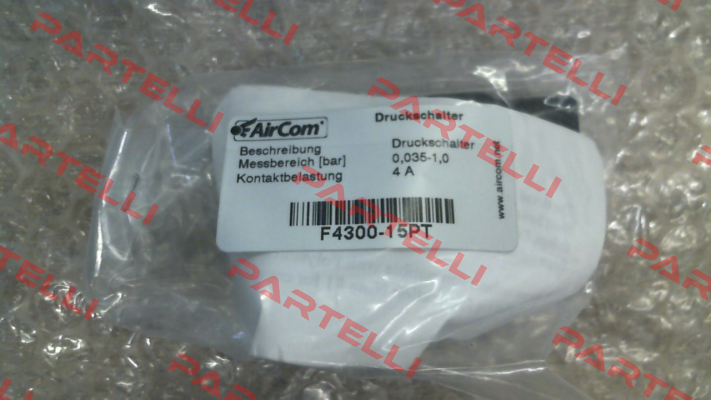 AirCom
Druckschalter
Beschreibung Druckschalter
Messbereich [bar] 0,035-1,0
Kontaktbelastung 4 A
F4300-15PT
www.aircom.net
PARTELLI
PARTELLI
PARTELLI
PARTELLI
PARTELLI
PARTELLI
PARTELLI
PARTELLI
PARTELLI